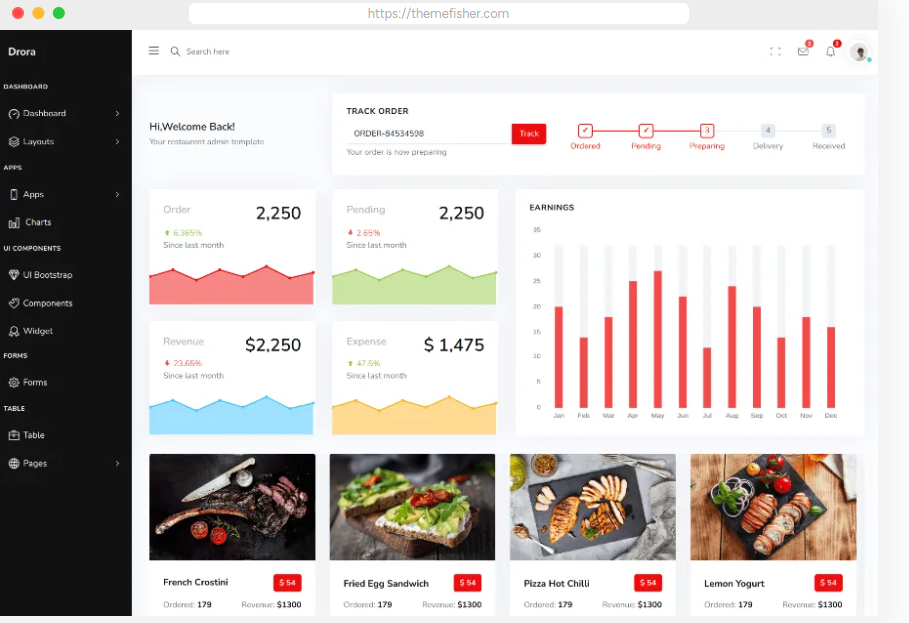 https://themefisher.com
Drora
Search here
3
3
DASHBOARD
Dashboard
Layouts
APPS
Apps
Charts
UI COMPONENTS
UI Bootstrap
Components
Widget
FORMS
Forms
TABLE
Table
Pages
Hi,Welcome Back!
Your restaurent admin template
TRACK ORDER
ORDER-84534598
Track
Your order is now preparing
3 4 5
Ordered Pending Preparing Delivery Received
Order 2,250
6.365%
Since last month
Pending 2,250
2.65%
Since last month
Revenue $2,250
23.65%
Since last month
Expense $ 1,475
47.5%
Since last month
EARNINGS
35
30
25
20
15
10
5
0
Jan Feb Mar Apr May Jun Jul Aug Sep Oct Nov Dec
French Crostini $ 54
Ordered: 179 Revenue: $1300
Fried Egg Sandwich $ 54
Ordered: 179 Revenue: $1300
Pizza Hot Chilli $ 54
Ordered: 179 Revenue: $1300
Lemon Yogurt $ 54
Ordered: 179 Revenue: $1300